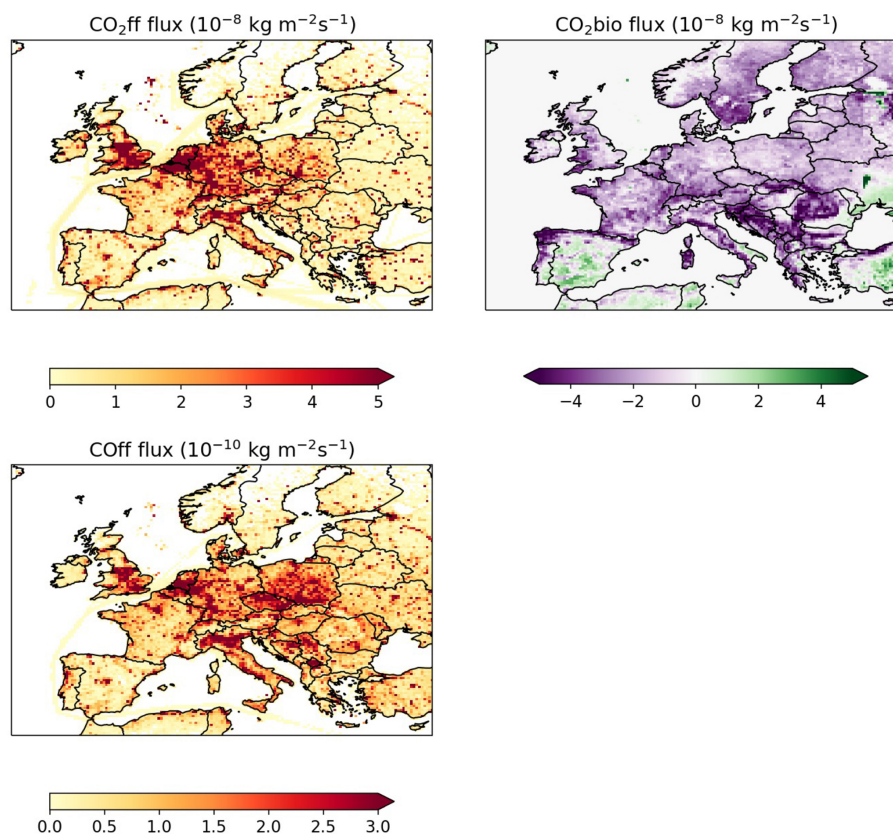 CO₂ff flux (10⁻⁸ kg m⁻²s⁻¹)
CO₂bio flux (10⁻⁸ kg m⁻²s⁻¹)
0 1 2 3 4 5
−4 −2 0 2 4
COff flux (10⁻¹⁰ kg m⁻²s⁻¹)
0.0 0.5 1.0 1.5 2.0 2.5 3.0